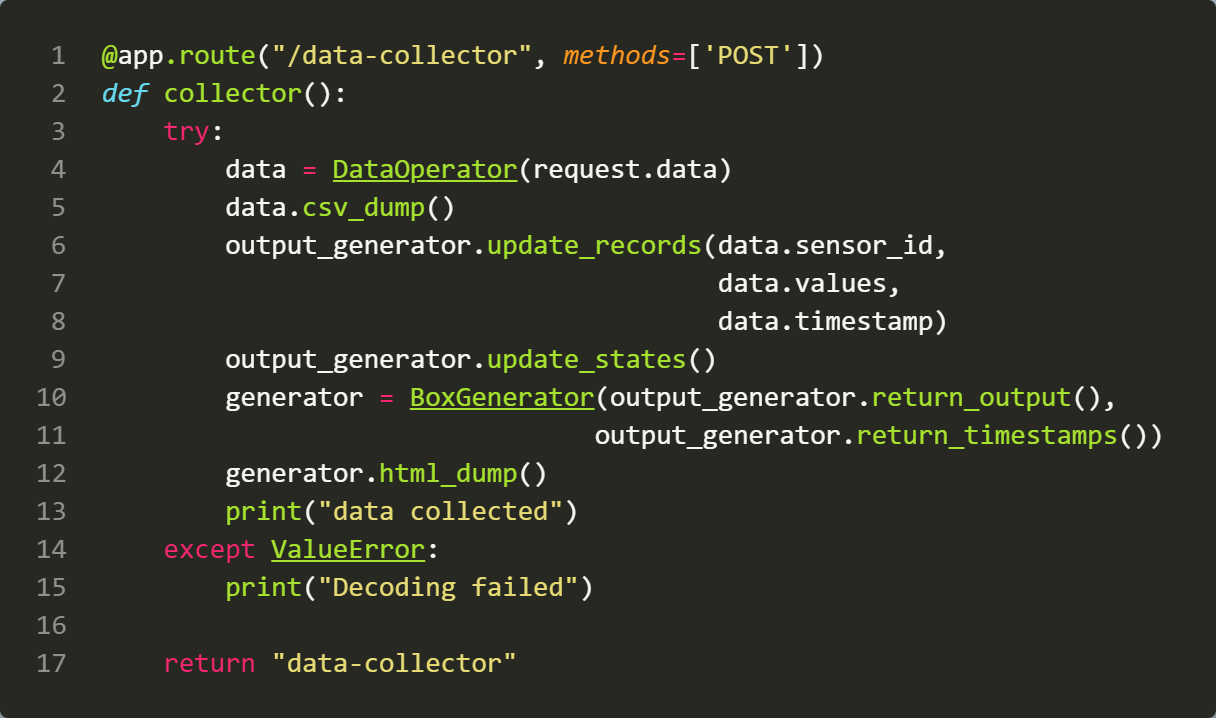 1 @app.route("/data-collector", methods=['POST'])
2 def collector():
3     try:
4         data = DataOperator(request.data)
5         data.csv_dump()
6         output_generator.update_records(data.sensor_id,
7                                         data.values,
8                                         data.timestamp)
9         output_generator.update_states()
10         generator = BoxGenerator(output_generator.return_output(),
11                                 output_generator.return_timestamps())
12         generator.html_dump()
13         print("data collected")
14     except ValueError:
15         print("Decoding failed")
16
17     return "data-collector"